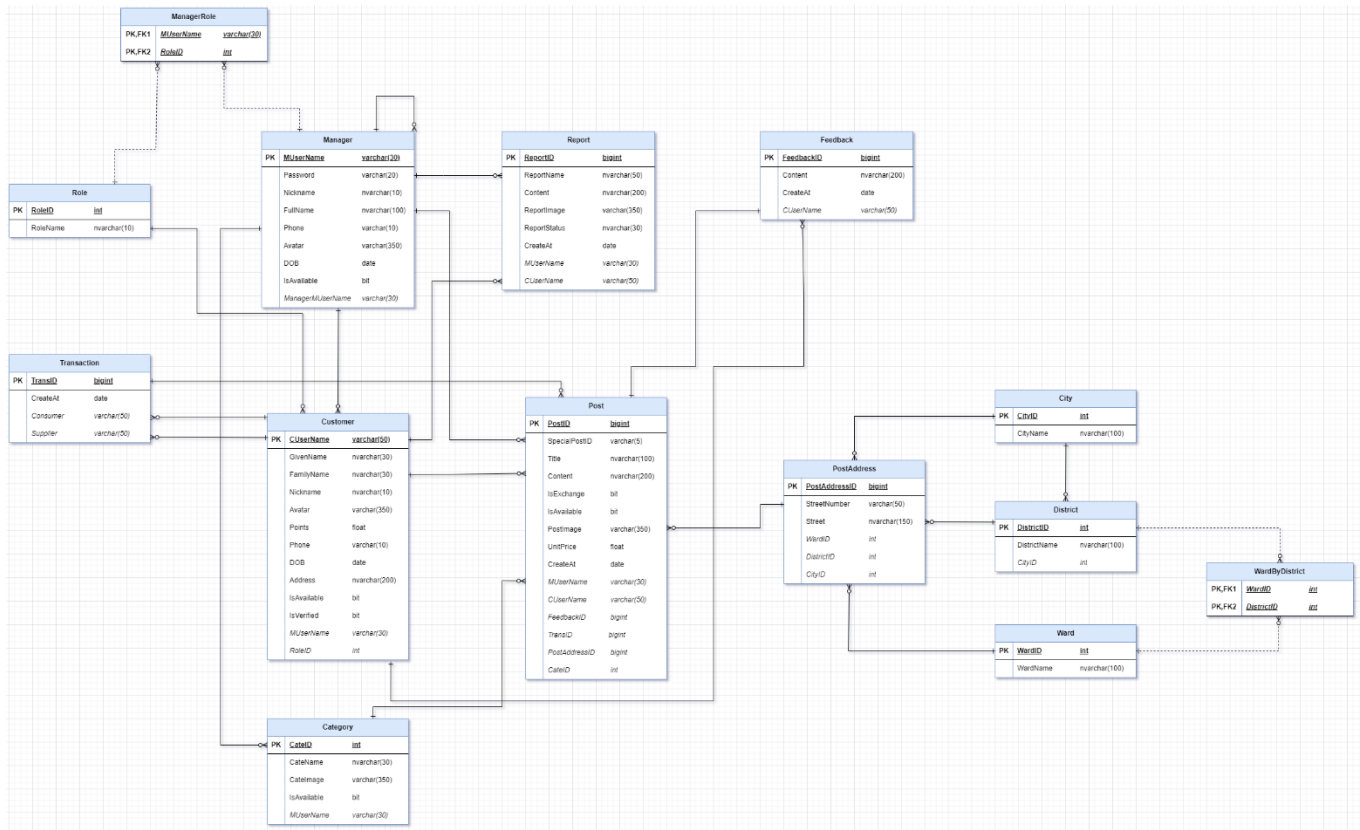 ManagerRole
PK,FK1 MUserName varchar(30)
PK,FK2 RoleID int
Manager
PK MUserName varchar(30)
Password varchar(20)
Nickname nvarchar(10)
FullName nvarchar(100)
Phone varchar(10)
Avatar varchar(350)
DOB date
IsAvailable bit
ManagerMUserName varchar(30)
Report
PK ReportID bigint
ReportName nvarchar(50)
Content nvarchar(200)
ReportImage varchar(350)
ReportStatus nvarchar(30)
CreateAt date
MUserName varchar(30)
CUserName varchar(50)
Feedback
PK FeedbackID bigint
Content nvarchar(200)
CreateAt date
CUserName varchar(50)
Role
PK RoleID int
RoleName nvarchar(10)
Transaction
PK TransID bigint
CreateAt date
Consumer varchar(50)
Supplier varchar(50)
Customer
PK CUserName varchar(50)
GivenName nvarchar(30)
FamilyName nvarchar(30)
Nickname nvarchar(10)
Avatar varchar(350)
Points float
Phone varchar(10)
DOB date
Address nvarchar(200)
IsAvailable bit
IsVerified bit
MUserName varchar(30)
RoleID int
Post
PK PostID bigint
SpecialPostID varchar(5)
Title nvarchar(100)
Content nvarchar(200)
IsExchange bit
IsAvailable bit
PostImage varchar(350)
UnitPrice float
CreateAt date
MUserName varchar(30)
CUserName varchar(50)
FeedbackID bigint
TransID bigint
PostAddressID bigint
CateID int
City
PK CityID int
CityName nvarchar(100)
PostAddress
PK PostAddressID bigint
StreetNumber varchar(50)
Street nvarchar(150)
WardID int
DistrictID int
CityID int
District
PK DistrictID int
DistrictName nvarchar(100)
CityID int
WardByDistrict
PK,FK1 WardID int
PK,FK2 DistrictID int
Ward
PK WardID int
WardName nvarchar(100)
Category
PK CateID int
CateName nvarchar(30)
CateImage varchar(350)
IsAvailable bit
MUserName varchar(30)